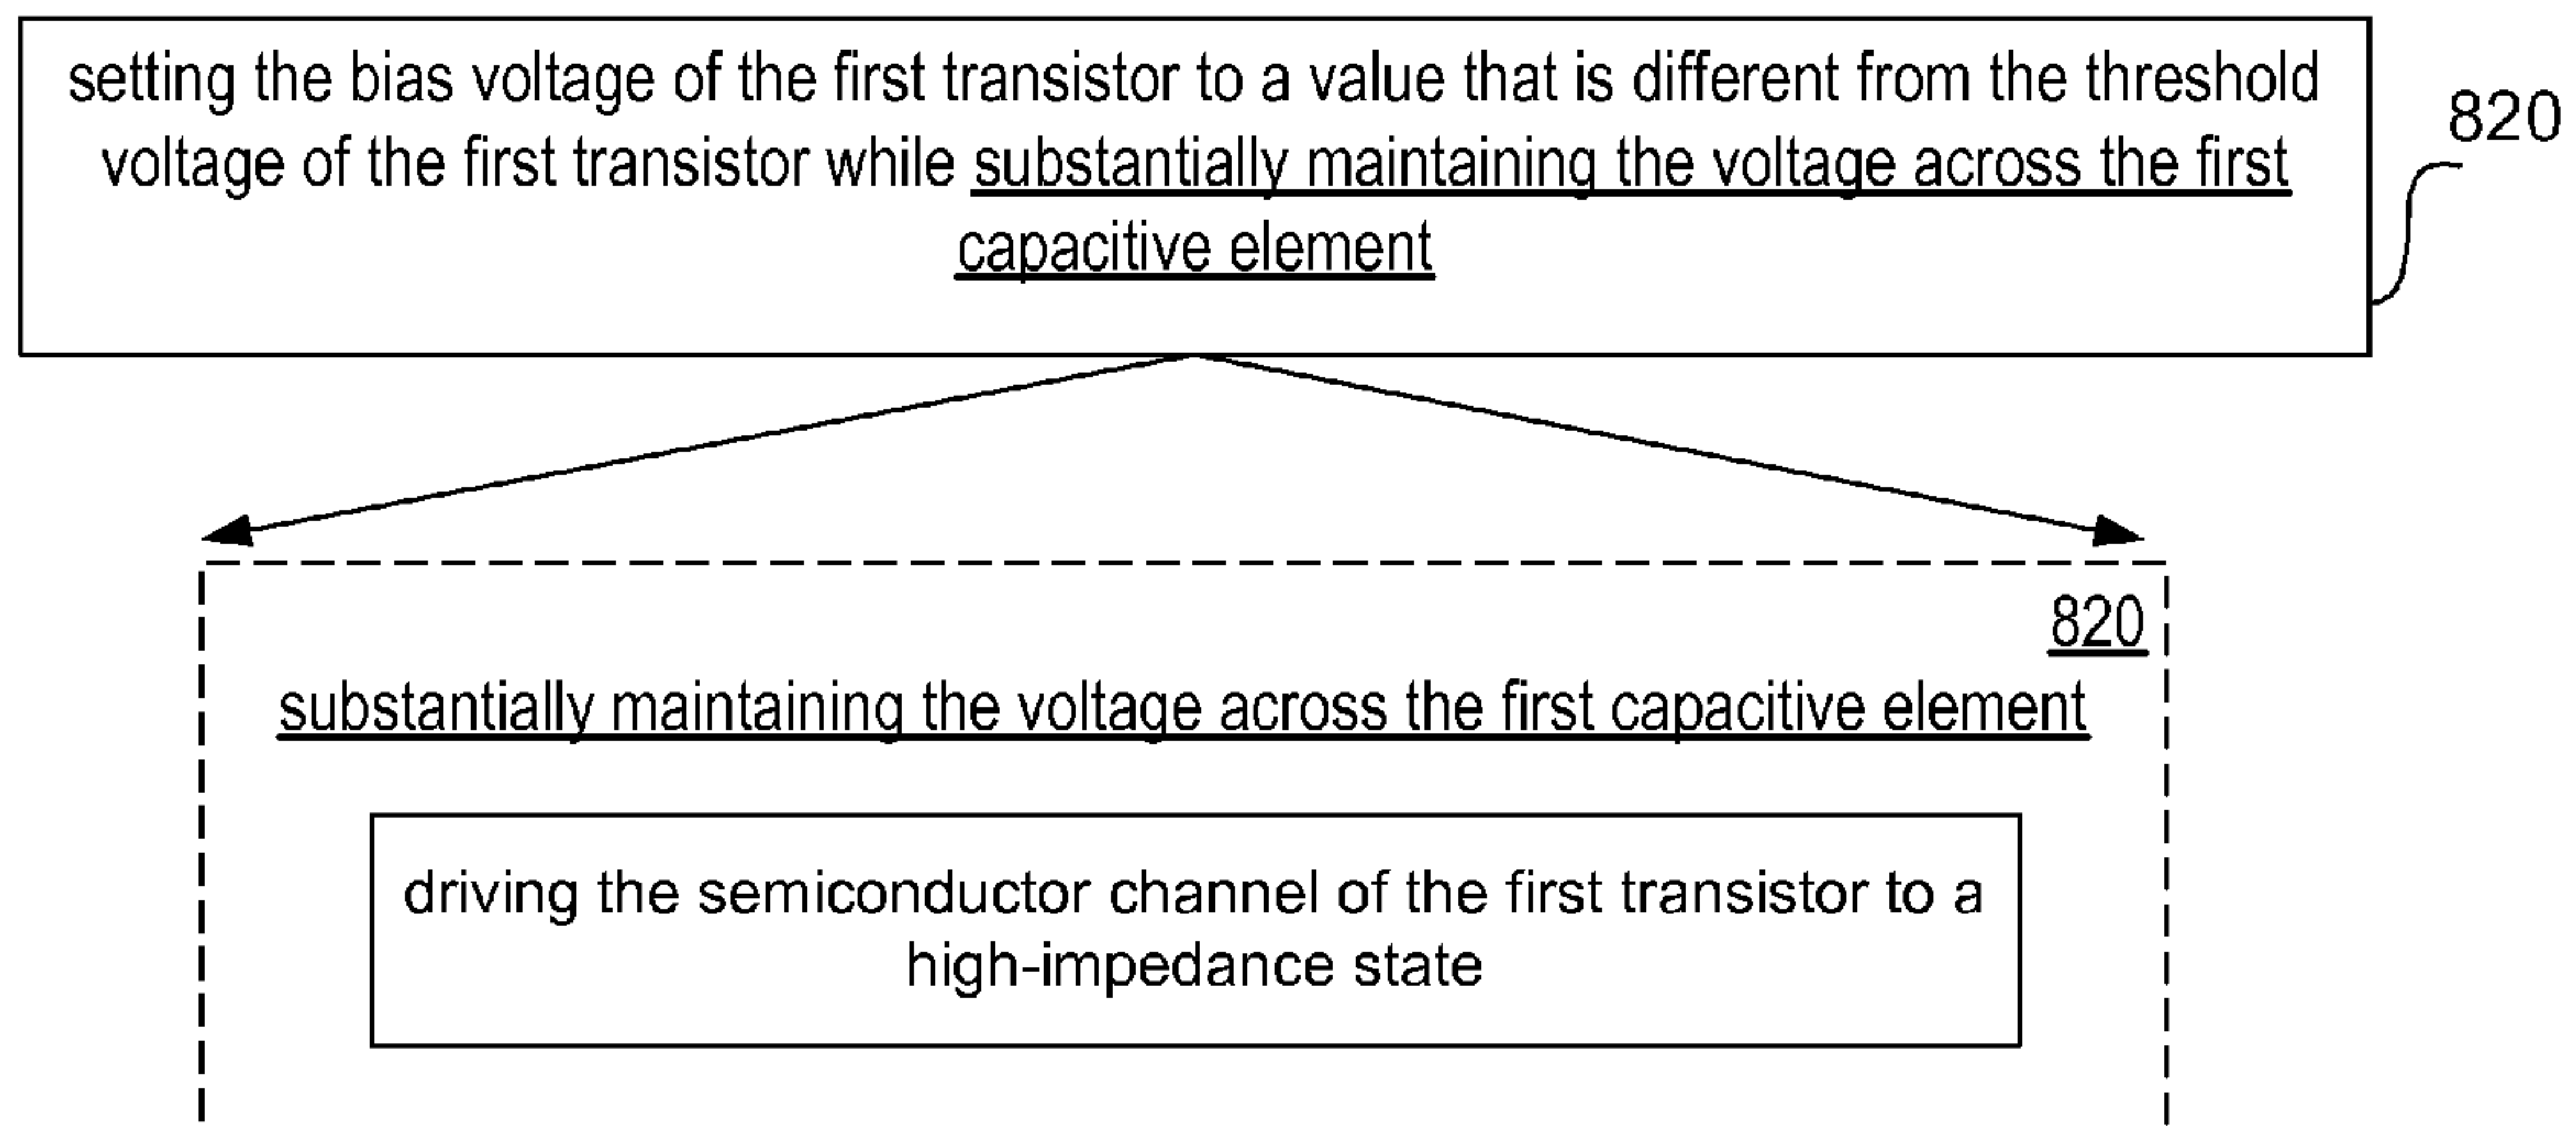 setting the bias voltage of the first transistor to a value that is different from the threshold
voltage of the first transistor while substantially maintaining the voltage across the first
capacitive element
820
820
substantially maintaining the voltage across the first capacitive element
driving the semiconductor channel of the first transistor to a
high-impedance state